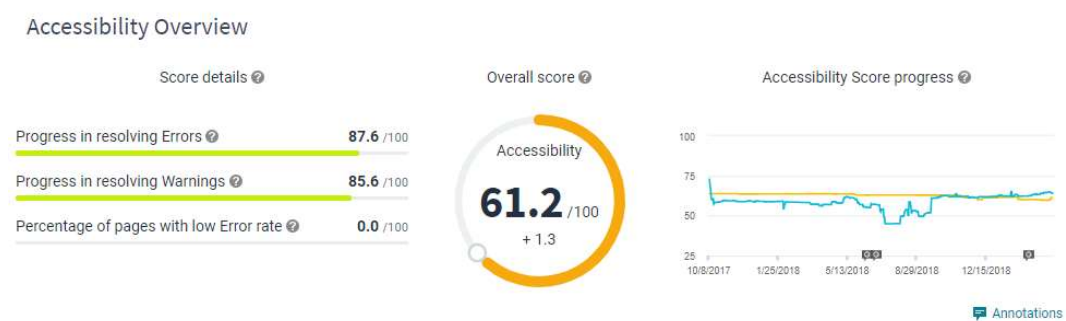 Accessibility Overview
Score details
Progress in resolving Errors 87.6 /100
Progress in resolving Warnings 85.6 /100
Percentage of pages with low Error rate 0.0 /100
Overall score
Accessibility
61.2 /100
+ 1.3
Accessibility Score progress
100
75
50
25
10/8/2017 1/25/2018 5/13/2018 8/29/2018 12/15/2018
Annotations